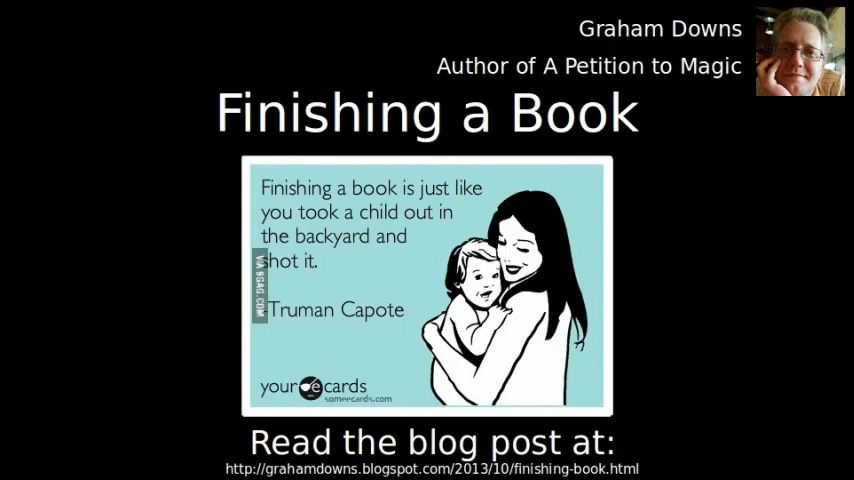 Graham Downs
Author of A Petition to Magic
Finishing a Book
Finishing a book is just like
you took a child out in
the backyard and
shot it.
VIA 9GAG.COM
-Truman Capote
your e cards
someecards.com
Read the blog post at:
http://grahamdowns.blogspot.com/2013/10/finishing-book.html